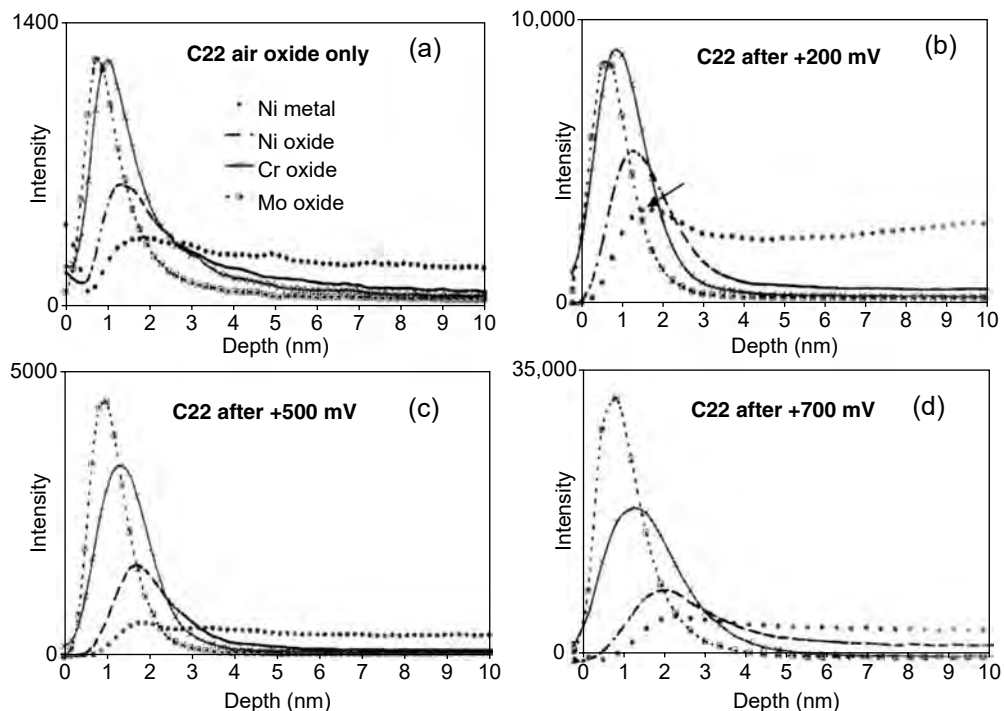 1400
C22 air oxide only
(a)
Ni metal
Ni oxide
Cr oxide
Mo oxide
Intensity
0
0 1 2 3 4 5 6 7 8 9 10
Depth (nm)
10,000
C22 after +200 mV
(b)
Intensity
0
0 1 2 3 4 5 6 7 8 9 10
Depth (nm)
5000
C22 after +500 mV
(c)
Intensity
0
0 1 2 3 4 5 6 7 8 9 10
Depth (nm)
35,000
C22 after +700 mV
(d)
Intensity
0
0 1 2 3 4 5 6 7 8 9 10
Depth (nm)